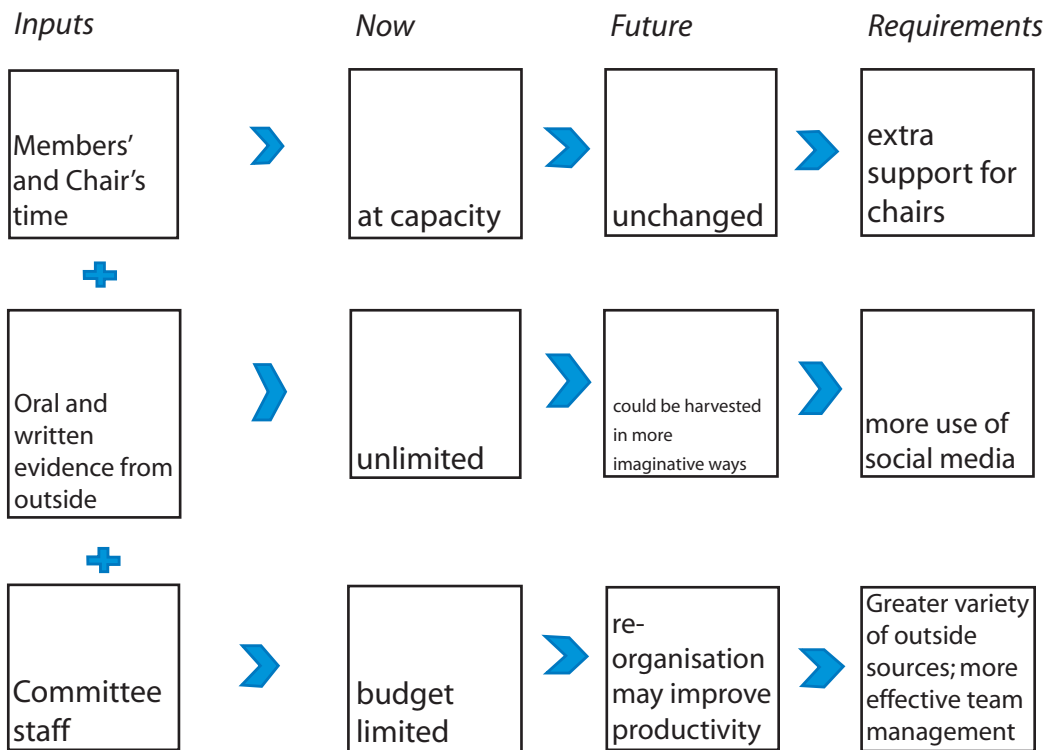 Inputs
Now
Future
Requirements
Members’
and Chair’s
time
at capacity
unchanged
extra
support for
chairs
Oral and
written
evidence from
outside
unlimited
could be harvested
in more
imaginative ways
more use of
social media
Committee
staff
budget
limited
re-
organisation
may improve
productivity
Greater variety
of outside
sources; more
effective team
management